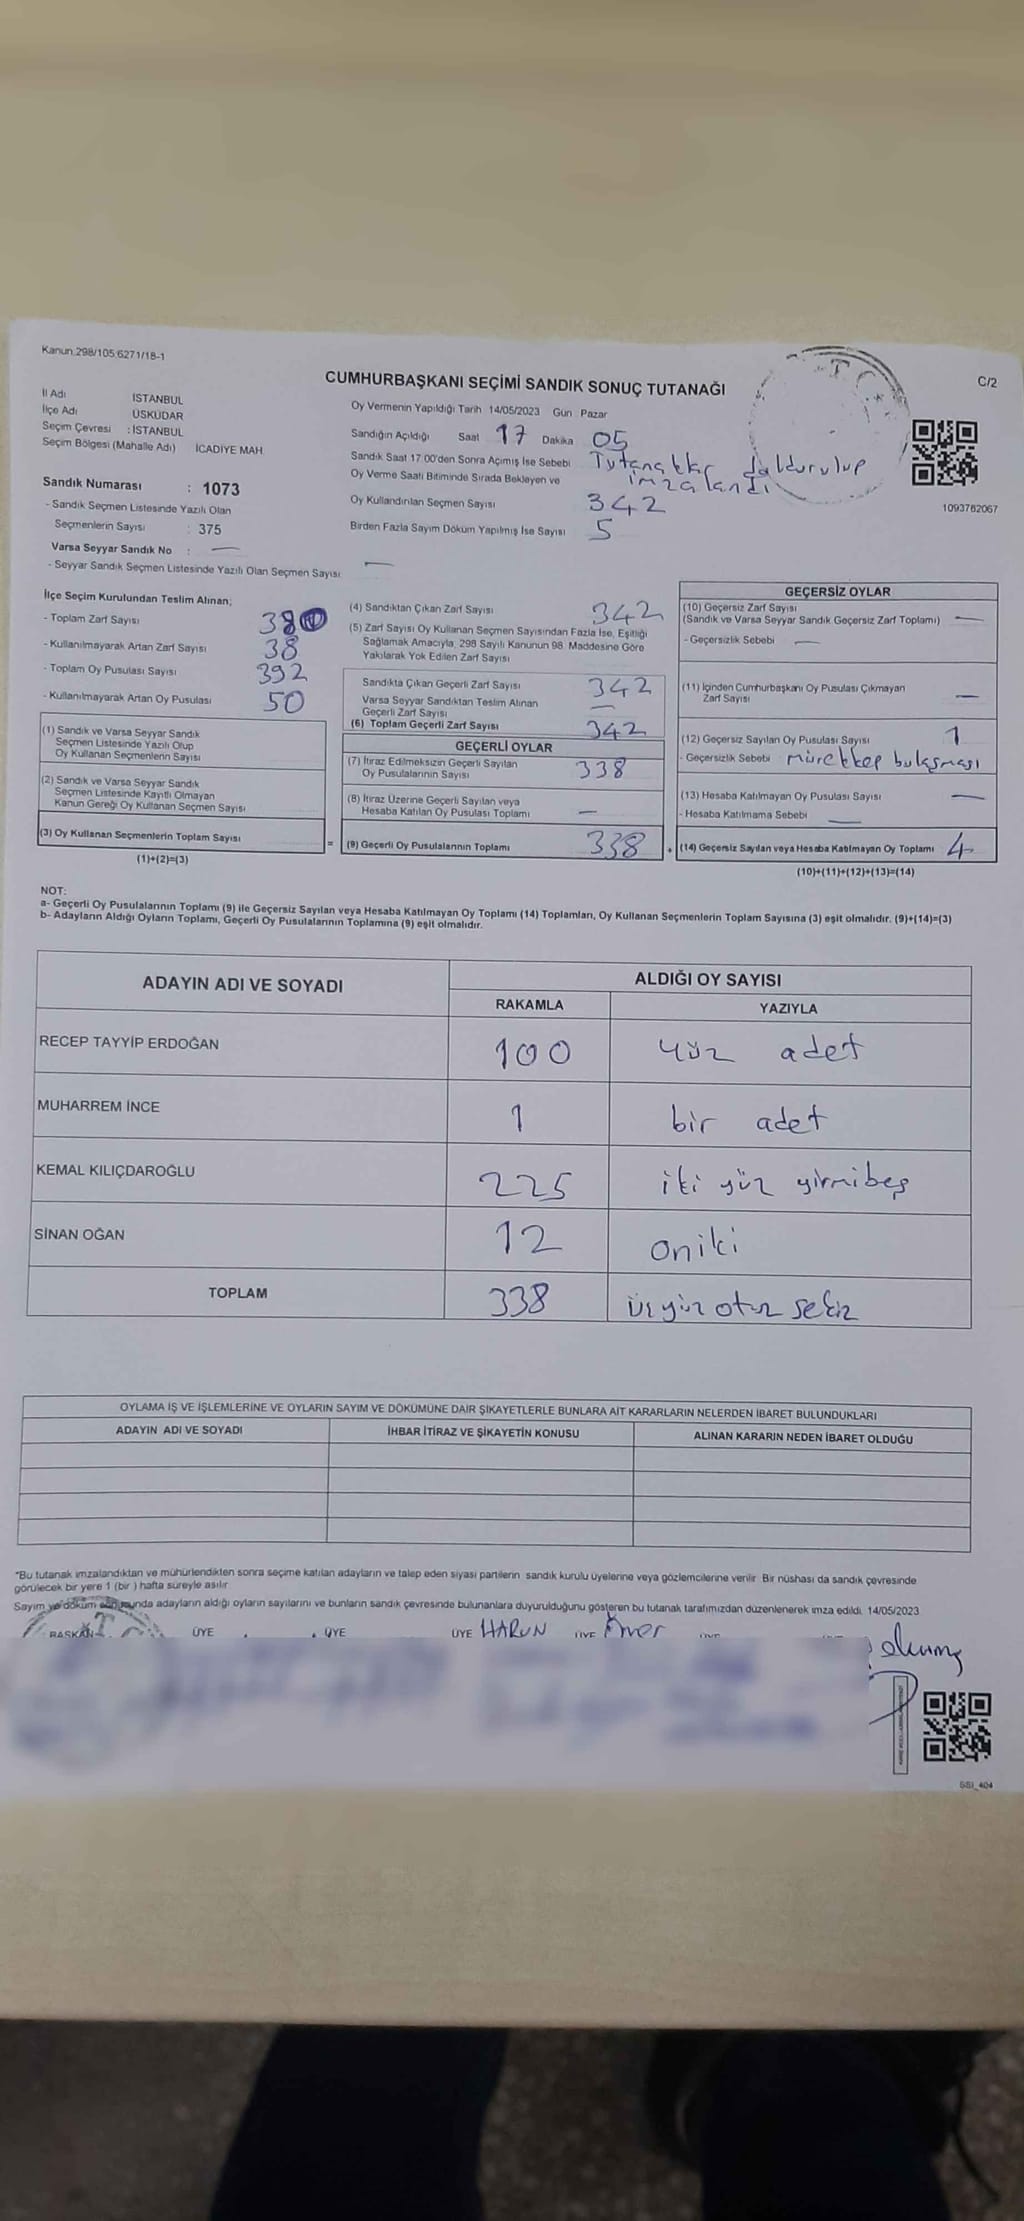 Kanun:298/105;6271/18-1
C/2
CUMHURBAŞKANI SEÇİMİ SANDIK SONUÇ TUTANAĞI
T.C.
İl Adı İSTANBUL
İlçe Adı ÜSKÜDAR
Seçim Çevresi : İSTANBUL
Seçim Bölgesi (Mahalle Adı) İCADİYE MAH.
Sandık Numarası : 1073
- Sandık Seçmen Listesinde Yazılı Olan
Seçmenlerin Sayısı : 375
Varsa Seyyar Sandık No : —
- Seyyar Sandık Seçmen Listesinde Yazılı Olan Seçmen Sayısı: —
Oy Vermenin Yapıldığı Tarih 14/05/2023 Gün : Pazar
Sandığın Açıldığı Saat 17 Dakika 05
Sandık Saat 17:00'den Sonra Açımış İse Sebebi Tutanaklar doldurulup
imzalandı
Oy Verme Saati Bitiminde Sırada Bekleyen ve
Oy Kullandırılan Seçmen Sayısı 342
Birden Fazla Sayım Döküm Yapılmış İse Sayısı 5
1093762067
İlçe Seçim Kurulundan Teslim Alınan;
- Toplam Zarf Sayısı 380
- Kullanılmayarak Artan Zarf Sayısı 38
- Toplam Oy Pusulası Sayısı 392
- Kullanılmayarak Artan Oy Pusulası 50
(1) Sandık ve Varsa Seyyar Sandık
Seçmen Listesinde Yazılı Olup
Oy Kullanan Seçmenlerin Sayısı
(2) Sandık ve Varsa Seyyar Sandık
Seçmen Listesinde Kayıtlı Olmayan
Kanun Gereği Oy Kullanan Seçmen Sayısı
(3) Oy Kullanan Seçmenlerin Toplam Sayısı
(1)+(2)=(3)
=
(4) Sandıktan Çıkan Zarf Sayısı 342
(5) Zarf Sayısı Oy Kullanan Seçmen Sayısından Fazla İse, Eşitliği
Sağlamak Amacıyla, 298 Sayılı Kanunun 98. Maddesine Göre
Yakılarak Yok Edilen Zarf Sayısı
Sandıkta Çıkan Geçerli Zarf Sayısı 342
Varsa Seyyar Sandıktan Teslim Alınan
Geçerli Zarf Sayısı —
(6) Toplam Geçerli Zarf Sayısı 342
GEÇERLİ OYLAR
(7) İtiraz Edilmeksizin Geçerli Sayılan
Oy Pusulalarının Sayısı 338
(8) İtiraz Üzerine Geçerli Sayılan veya
Hesaba Katılan Oy Pusulası Toplamı —
(9) Geçerli Oy Pusulalarının Toplamı 338
+
GEÇERSİZ OYLAR
(10) Geçersiz Zarf Sayısı
(Sandık ve Varsa Seyyar Sandık Geçersiz Zarf Toplamı) —
- Geçersizlik Sebebi —
(11) İçinden Cumhurbaşkanı Oy Pusulası Çıkmayan
Zarf Sayısı —
(12) Geçersiz Sayılan Oy Pusulası Sayısı 1
- Geçersizlik Sebebi mürekkep bulaşması
(13) Hesaba Katılmayan Oy Pusulası Sayısı —
- Hesaba Katılmama Sebebi —
(14) Geçersiz Sayılan veya Hesaba Katılmayan Oy Toplamı 4
(10)+(11)+(12)+(13)=(14)
NOT:
a- Geçerli Oy Pusulalarının Toplamı (9) ile Geçersiz Sayılan veya Hesaba Katılmayan Oy Toplamı (14) Toplamları, Oy Kullanan Seçmenlerin Toplam Sayısına (3) eşit olmalıdır. (9)+(14)=(3)
b- Adayların Aldığı Oyların Toplamı, Geçerli Oy Pusulalarının Toplamına (9) eşit olmalıdır.
ADAYIN ADI VE SOYADI ALDIĞI OY SAYISI
RAKAMLA YAZIYLA
RECEP TAYYİP ERDOĞAN 100 yüz adet
MUHARREM İNCE 1 bir adet
KEMAL KILIÇDAROĞLU 225 iki yüz yirmibeş
SİNAN OĞAN 12 oniki
TOPLAM 338 üçyüz otuz sekiz
OYLAMA İŞ VE İŞLEMLERİNE VE OYLARIN SAYIM VE DÖKÜMÜNE DAİR ŞİKAYETLERLE BUNLARA AİT KARARLARIN NELERDEN İBARET BULUNDUKLARI
ADAYIN ADI VE SOYADI İHBAR İTİRAZ VE ŞİKAYETİN KONUSU ALINAN KARARIN NEDEN İBARET OLDUĞU
*Bu tutanak imzalandıktan ve mühürlendikten sonra seçime katılan adayların ve talep eden siyasi partilerin sandık kurulu üyelerine veya gözlemcilerine verilir. Bir nüshası da sandık çevresinde
görülecek bir yere 1 (bir ) hafta süreyle asılır.
Sayım ve döküm sonucunda adayların aldığı oyların sayılarını ve bunların sandık çevresinde bulunanlara duyurulduğunu gösteren bu tutanak tarafımızdan düzenlenerek imza edildi. 14/05/2023
BAŞKAN ÜYE ÜYE ÜYE HARUN ÜYE Ömer
SSİ_404